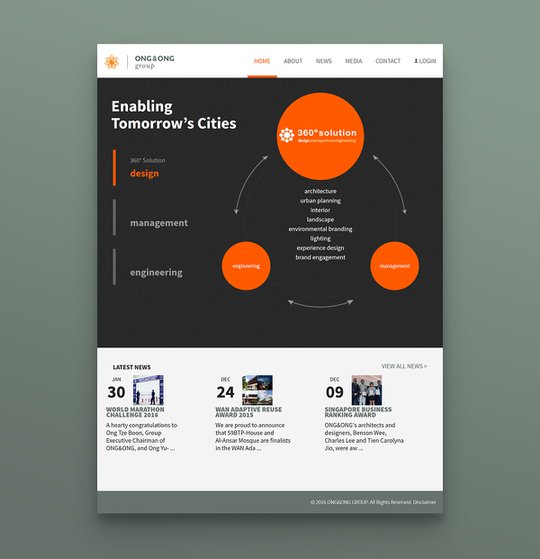 ONG&ONG
group
HOME ABOUT NEWS MEDIA CONTACT LOGIN
Enabling
Tomorrow's Cities
360° Solution
design
management
engineering
360° solution
design.management.engineering
architecture
urban planning
interior
landscape
environmental branding
lighting
experience design
brand engagement
engineering
management
LATEST NEWS
VIEW ALL NEWS >
JAN
30
WORLD MARATHON
CHALLENGE 2016
A hearty congratulations to
Ong Tze Boon, Group
Executive Chairman of
ONG&ONG, and Ong Yu- ...
DEC
24
WAN ADAPTIVE REUSE
AWARD 2015
We are proud to announce
that 59BTP-House and
Al-Ansar Mosque are finalists
in the WAN Ada ...
DEC
09
SINGAPORE BUSINESS
RANKING AWARD
ONG&ONG's architects and
designers, Benson Wee,
Charles Lee and Tien Carolyna
Jio, were aw ...
© 2016 ONG&ONG GROUP. All Rights Reserved. Disclaimer